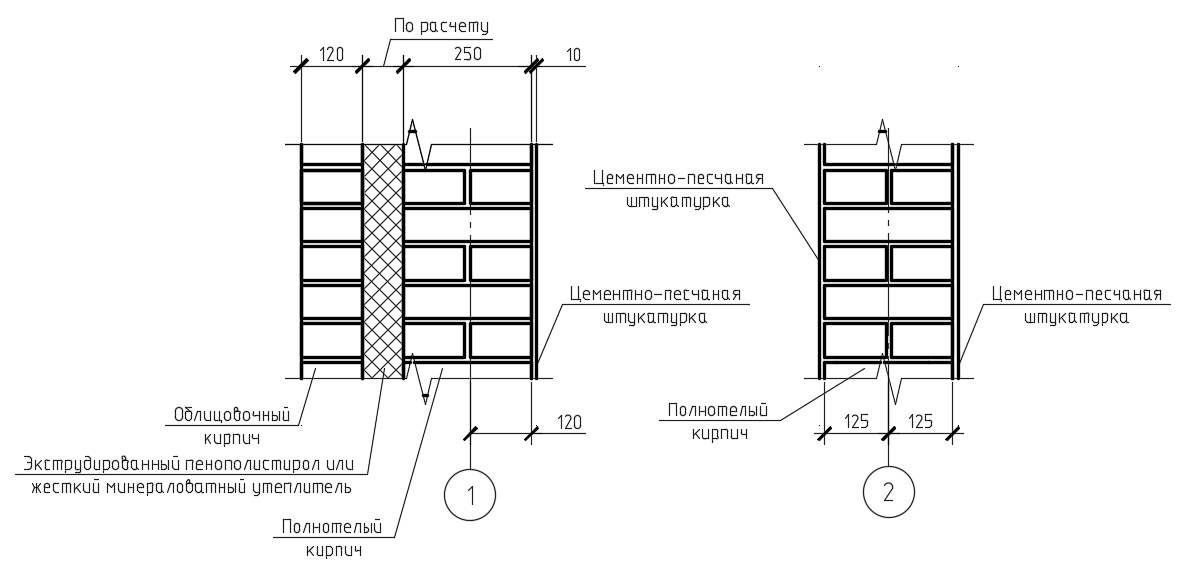 По расчету
120
250
10
Цементно-песчаная
штукатурка
Цементно-песчаная
штукатурка
Цементно-песчаная
штукатурка
Облицовочный
кирпич
Полнотелый
кирпич
125
125
120
Экструдированный пенополистирол или
жесткий минераловатный утеплитель
1
2
Полнотелый
кирпич